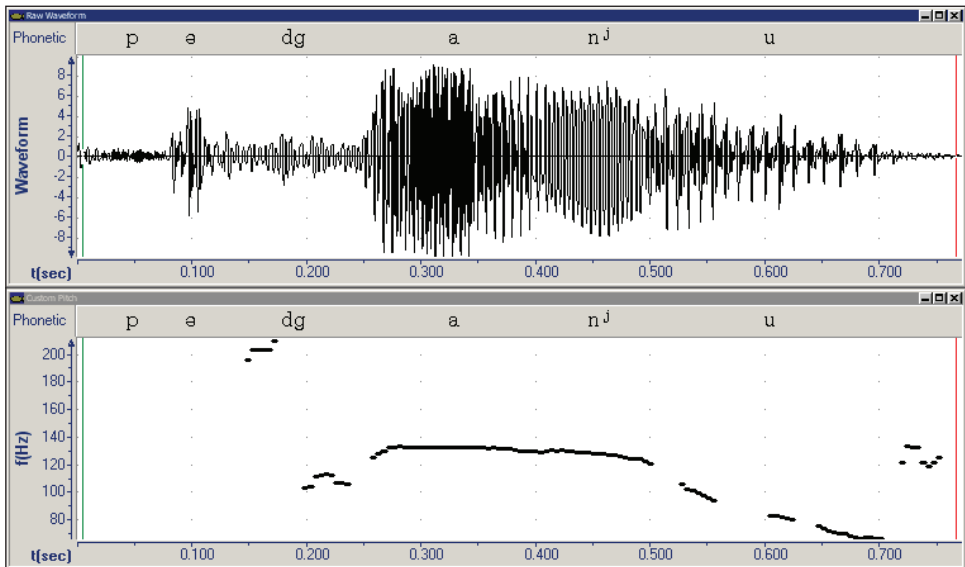 Raw Waveform
Phonetic p ə dg a nʲ u
8
6
4
2
0
-2
-4
-6
-8
Waveform
t(sec) 0.100 0.200 0.300 0.400 0.500 0.600 0.700
Custom Pitch
Phonetic p ə dg a nʲ u
200
180
160
140
120
100
80
f(Hz)
t(sec) 0.100 0.200 0.300 0.400 0.500 0.600 0.700